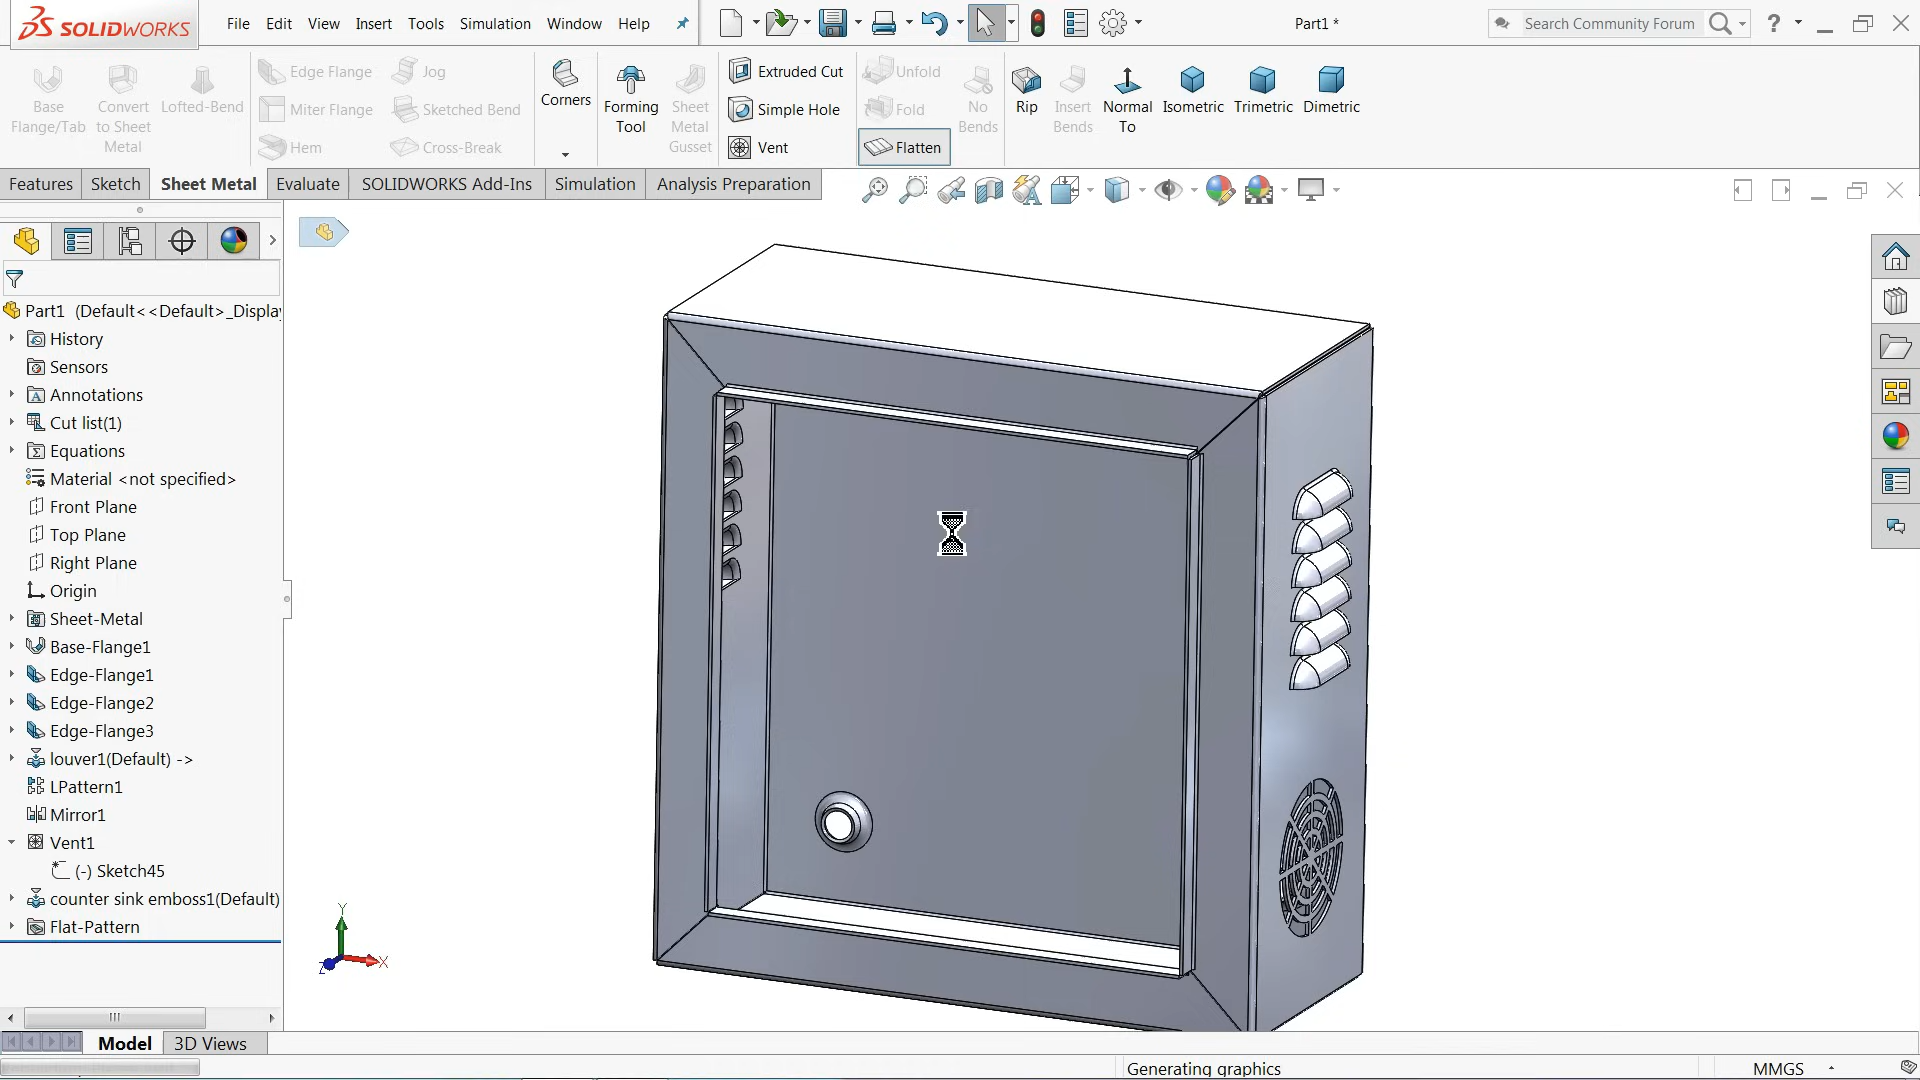 SOLIDWORKS
File Edit View Insert Tools Simulation Window Help
Part1 *
Search Community Forum
?
Base
Flange/Tab
Convert
to Sheet
Metal
Lofted-Bend
Edge Flange
Miter Flange
Hem
Jog
Sketched Bend
Cross-Break
Corners
Forming
Tool
Sheet
Metal
Gusset
Extruded Cut
Simple Hole
Vent
Unfold
Fold
Flatten
No
Bends
Rip
Insert
Bends
Normal
To
Isometric
Trimetric
Dimetric
Features Sketch Sheet Metal Evaluate SOLIDWORKS Add-Ins Simulation Analysis Preparation
Part1 (Default<<Default>_Displa
History
Sensors
Annotations
Cut list(1)
Equations
Material <not specified>
Front Plane
Top Plane
Right Plane
Origin
Sheet-Metal
Base-Flange1
Edge-Flange1
Edge-Flange2
Edge-Flange3
louver1(Default) ->
LPattern1
Mirror1
Vent1
(-) Sketch45
counter sink emboss1(Default)
Flat-Pattern
Y
X
Z
Model 3D Views
Generating graphics
MMGS